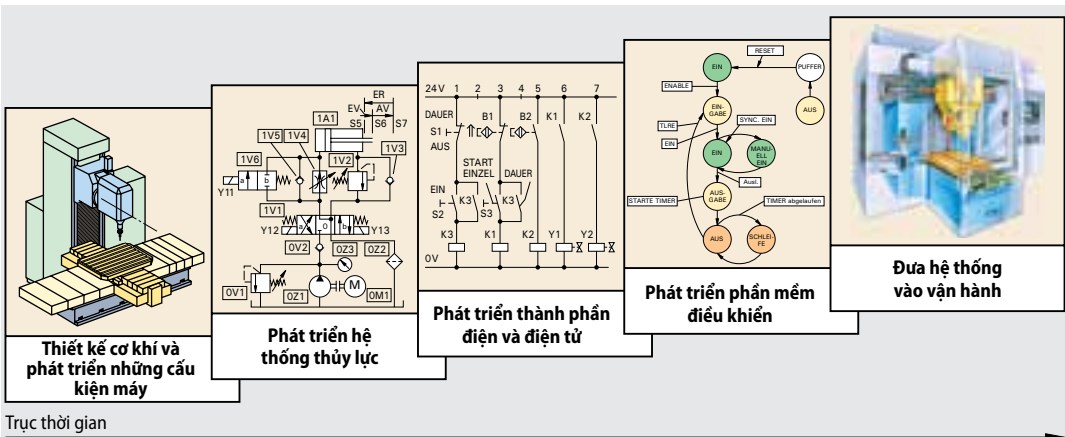 Thiết kế cơ khí và
phát triển những cấu
kiện máy
ER
EV AV
S5 S6 S7
1A1
1V5 1V4
1V6 1V2 1V3
Y11 a b
1V1
Y12 a 0 b Y13
0V2 0Z3 0Z2
M
0V1 0Z1 0M1
Phát triển hệ
thống thủy lực
24 V 1 2 3 4 5 6 7
DAUER B1 B2 K1 K2
S1
AUS
START
EINZEL DAUER
EIN
S2 K3 S3 K3
K3 K1 K2 Y1 Y2
0V
Phát triển thành phần
điện và điện tử
RESET
EIN PUFFER
ENABLE
EIN-
GABE AUS
TLRE SYNC. EIN
EIN
EIN MANU-
ELL
EIN
Ausl.
AUS-
GABE
STARTE TIMER TIMER abgelaufen
AUS SCHLEI-
FE
Phát triển phần mềm
điều khiển
Đưa hệ thống
vào vận hành
Trục thời gian